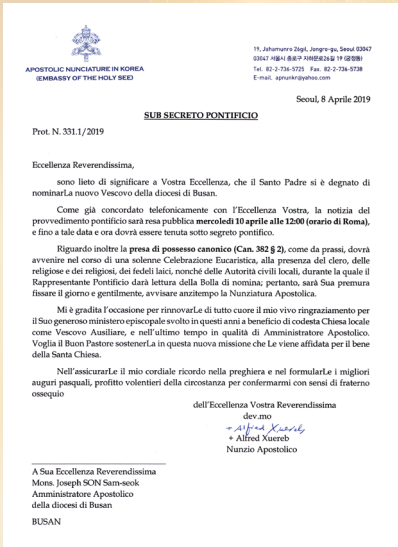 APOSTOLIC NUNCIATURE IN KOREA
(EMBASSY OF THE HOLY SEE)
19, Jahamunro 26gil, Jongro-gu, Seoul 03047
03047 서울시 종로구 자하문로26길 19 (궁정동)
Tel. 82-2-736-5725 Fax. 82-2-736-5738
E-mail. apnunkr@yahoo.com
Seoul, 8 Aprile 2019
SUB SECRETO PONTIFICIO
Prot. N. 331.1/2019
Eccellenza Reverendissima,
sono lieto di significare a Vostra Eccellenza, che il Santo Padre si è degnato di
nominarLa nuovo Vescovo della diocesi di Busan.
Come già concordato telefonicamente con l'Eccellenza Vostra, la notizia del
provvedimento pontificio sarà resa pubblica mercoledì 10 aprile alle 12:00 (orario di Roma),
e fino a tale data e ora dovrà essere tenuta sotto segreto pontifico.
Riguardo inoltre la presa di possesso canonico (Can. 382 § 2), come da prassi, dovrà
avvenire nel corso di una solenne Celebrazione Eucaristica, alla presenza del clero, delle
religiose e dei religiosi, dei fedeli laici, nonché delle Autorità civili locali, durante la quale il
Rappresentante Pontificio darà lettura della Bolla di nomina; pertanto, sarà Sua premura
fissare il giorno e gentilmente, avvisare anzitempo la Nunziatura Apostolica.
Mi è gradita l'occasione per rinnovarLe di tutto cuore il mio vivo ringraziamento per
il Suo generoso ministero episcopale svolto in questi anni a beneficio di codesta Chiesa locale
come Vescovo Ausiliare, e nell'ultimo tempo in qualità di Amministratore Apostolico.
Voglia il Buon Pastore sostenerLa in questa nuova missione che Le viene affidata per il bene
della Santa Chiesa.
Nell'assicurarLe il mio cordiale ricordo nella preghiera e nel formularLe i migliori
auguri pasquali, profitto volentieri della circostanza per confermarmi con sensi di fraterno
ossequio
dell'Eccellenza Vostra Reverendissima
dev.mo
+ Alfred Xuereb
+ Alfred Xuereb
Nunzio Apostolico
A Sua Eccellenza Reverendissima
Mons. Joseph SON Sam-seok
Amministratore Apostolico
della diocesi di Busan
BUSAN